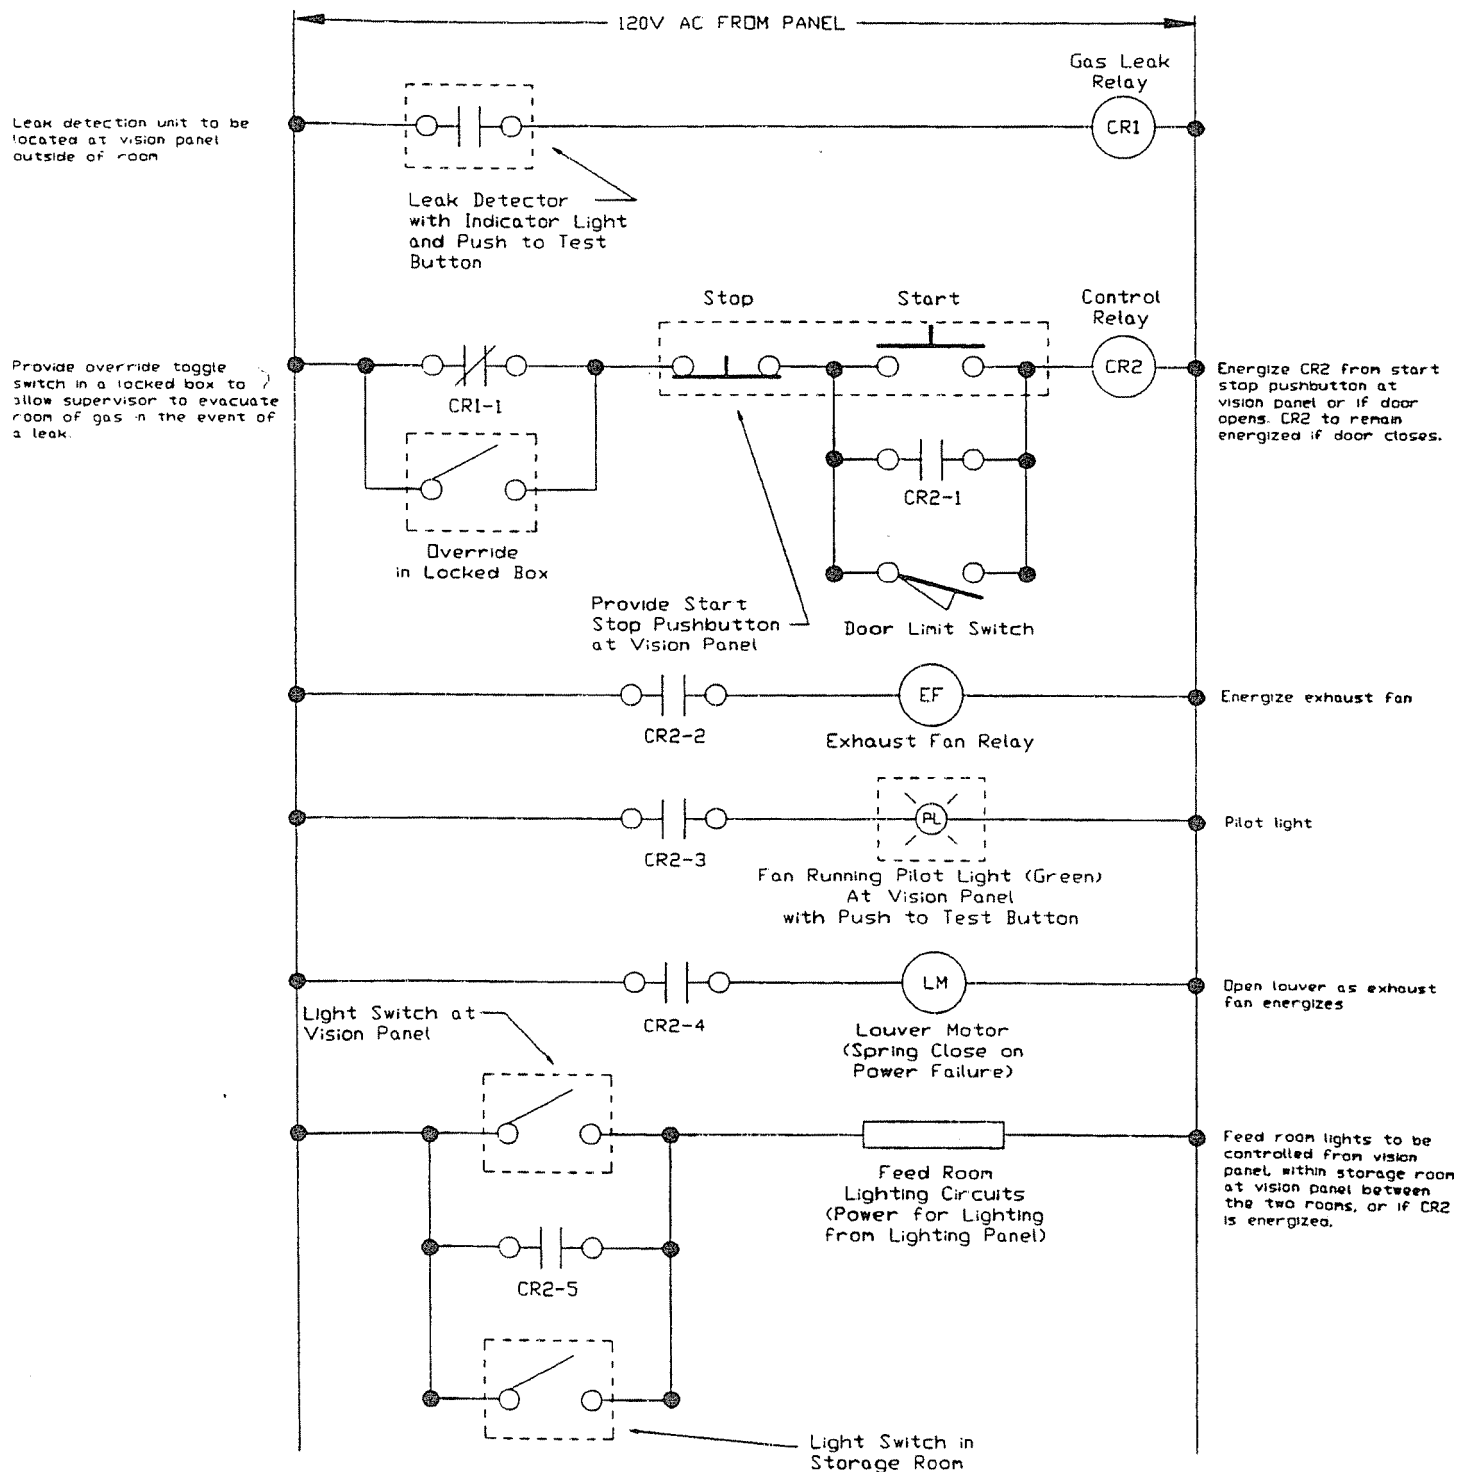 120V AC FROM PANEL
Gas Leak
Relay
Leak detection unit to be
located at vision panel
outside of room
CR1
Leak Detector
with Indicator Light
and Push to Test
Button
Stop
Start
Control
Relay
Provide override toggle
switch in a locked box to
allow supervisor to evacuate
room of gas in the event of
a leak.
CR1-1
CR2
Energize CR2 from start
stop pushbutton at
vision panel or if door
opens. CR2 to remain
energized if door closes.
CR2-1
Override
in Locked Box
Provide Start
Stop Pushbutton
at Vision Panel
Door Limit Switch
EF
Energize exhaust fan
CR2-2
Exhaust Fan Relay
PL
Pilot light
CR2-3
Fan Running Pilot Light (Green)
At Vision Panel
with Push to Test Button
LM
Open louver as exhaust
fan energizes
Light Switch at
Vision Panel
CR2-4
Louver Motor
(Spring Close on
Power Failure)
Feed Room
Lighting Circuits
(Power for Lighting
from Lighting Panel)
Feed room lights to be
controlled from vision
panel, within storage room
at vision panel between
the two rooms, or if CR2
is energized.
CR2-5
Light Switch in
Storage Room